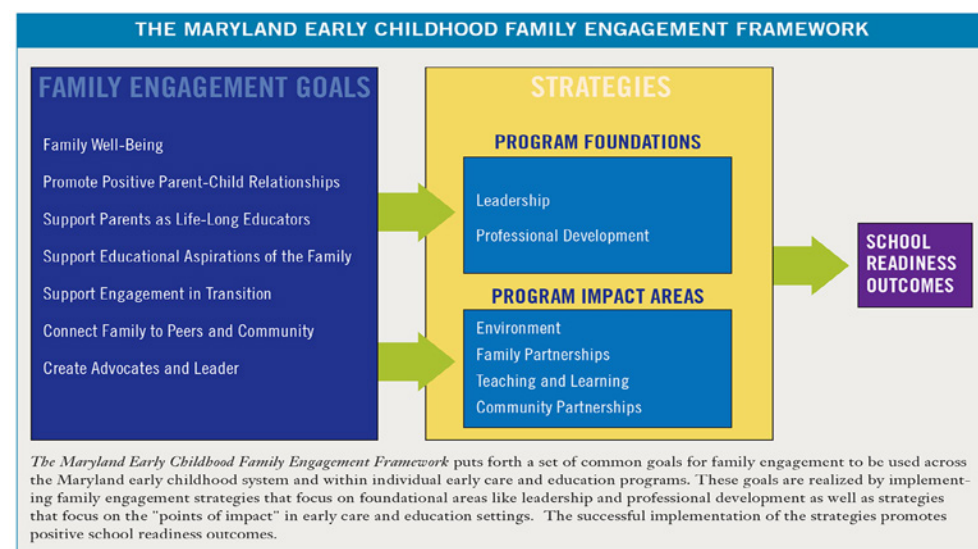 THE MARYLAND EARLY CHILDHOOD FAMILY ENGAGEMENT FRAMEWORK
FAMILY ENGAGEMENT GOALS
Family Well-Being
Promote Positive Parent-Child Relationships
Support Parents as Life-Long Educators
Support Educational Aspirations of the Family
Support Engagement in Transition
Connect Family to Peers and Community
Create Advocates and Leader
STRATEGIES
PROGRAM FOUNDATIONS
Leadership
Professional Development
PROGRAM IMPACT AREAS
Environment
Family Partnerships
Teaching and Learning
Community Partnerships
SCHOOL
READINESS
OUTCOMES
The Maryland Early Childhood Family Engagement Framework puts forth a set of common goals for family engagement to be used across
the Maryland early childhood system and within individual early care and education programs. These goals are realized by implement-
ing family engagement strategies that focus on foundational areas like leadership and professional development as well as strategies
that focus on the "points of impact" in early care and education settings. The successful implementation of the strategies promotes
positive school readiness outcomes.